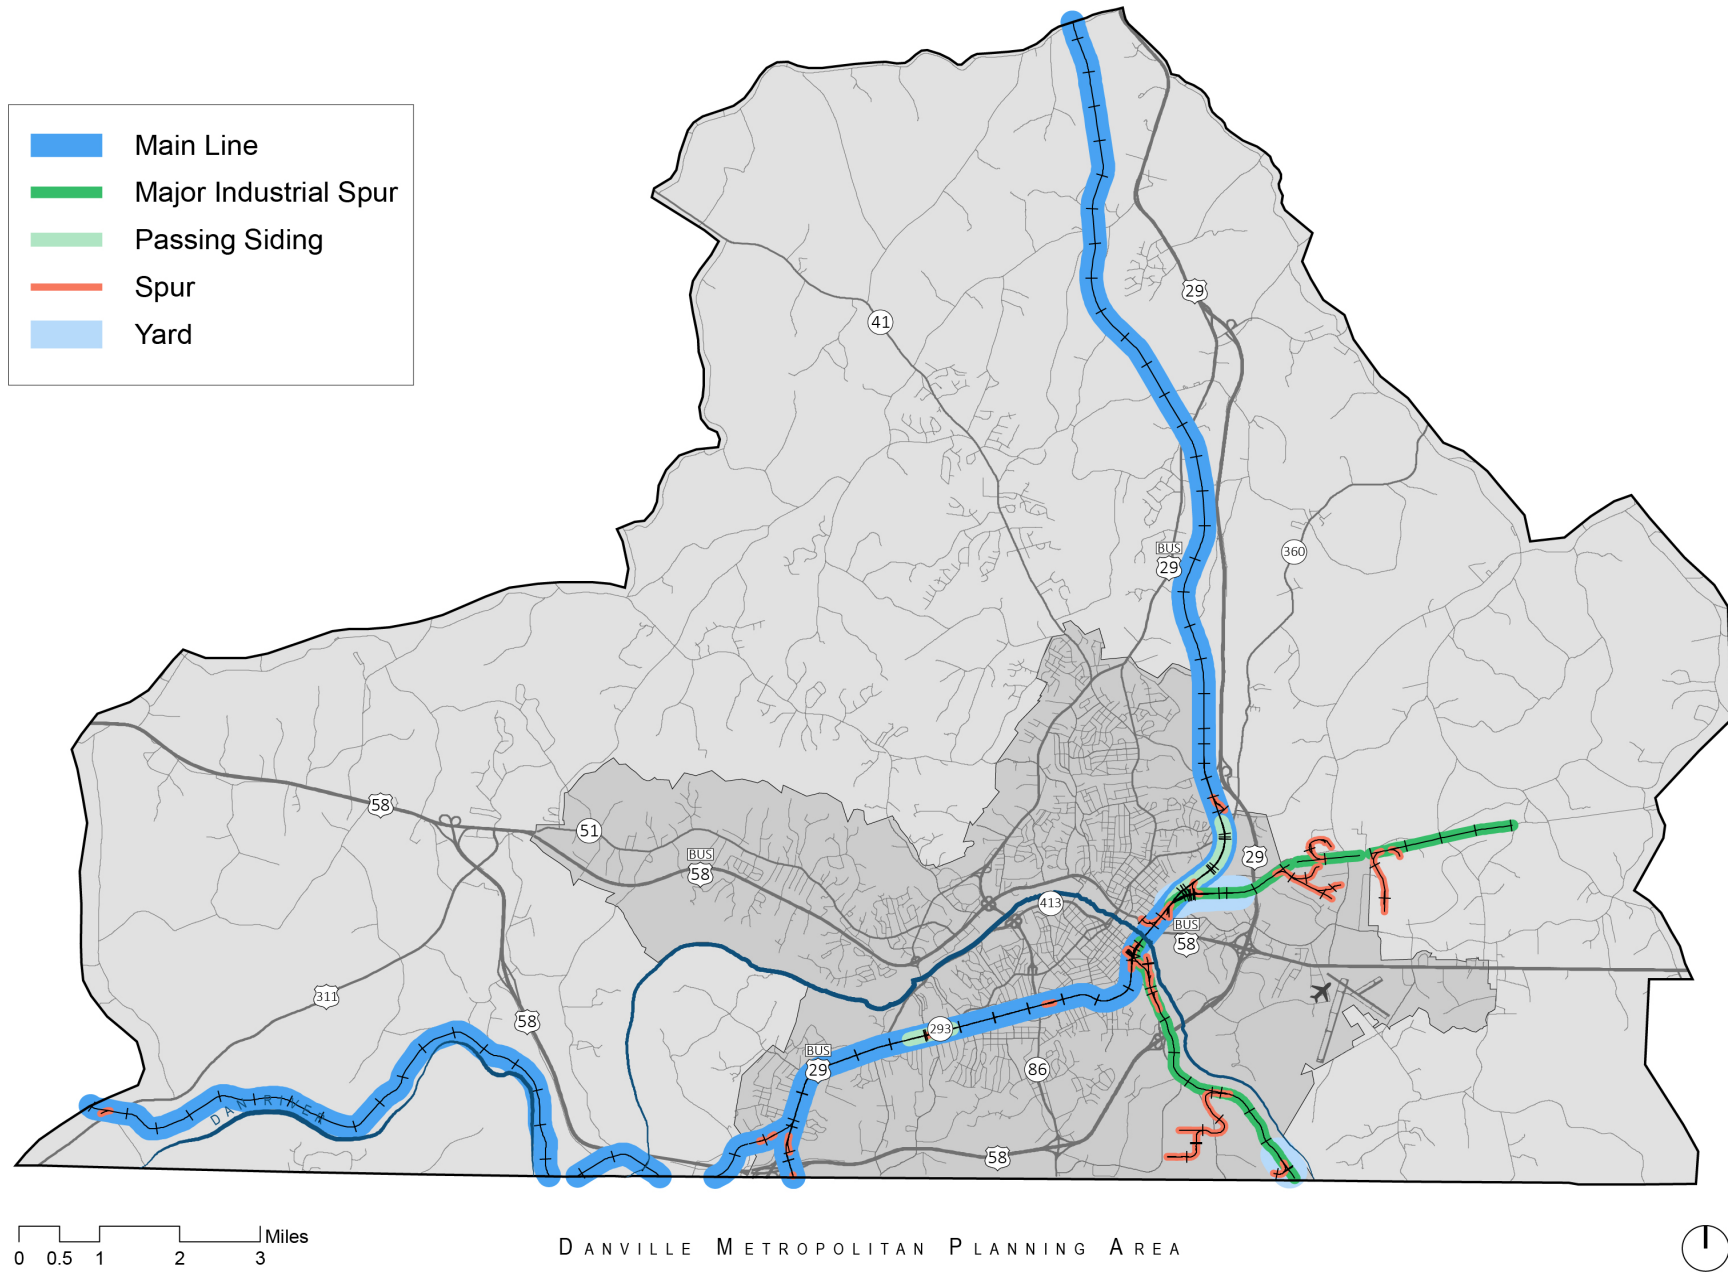 Main Line
Major Industrial Spur
Passing Siding
Spur
Yard
29
41
360
BUS
29
58
51
BUS
58
29
413
BUS
58
311
58
293
BUS
29
86
DAN RIVER
58
Miles
0 0.5 1 2 3
DANVILLE METROPOLITAN PLANNING AREA